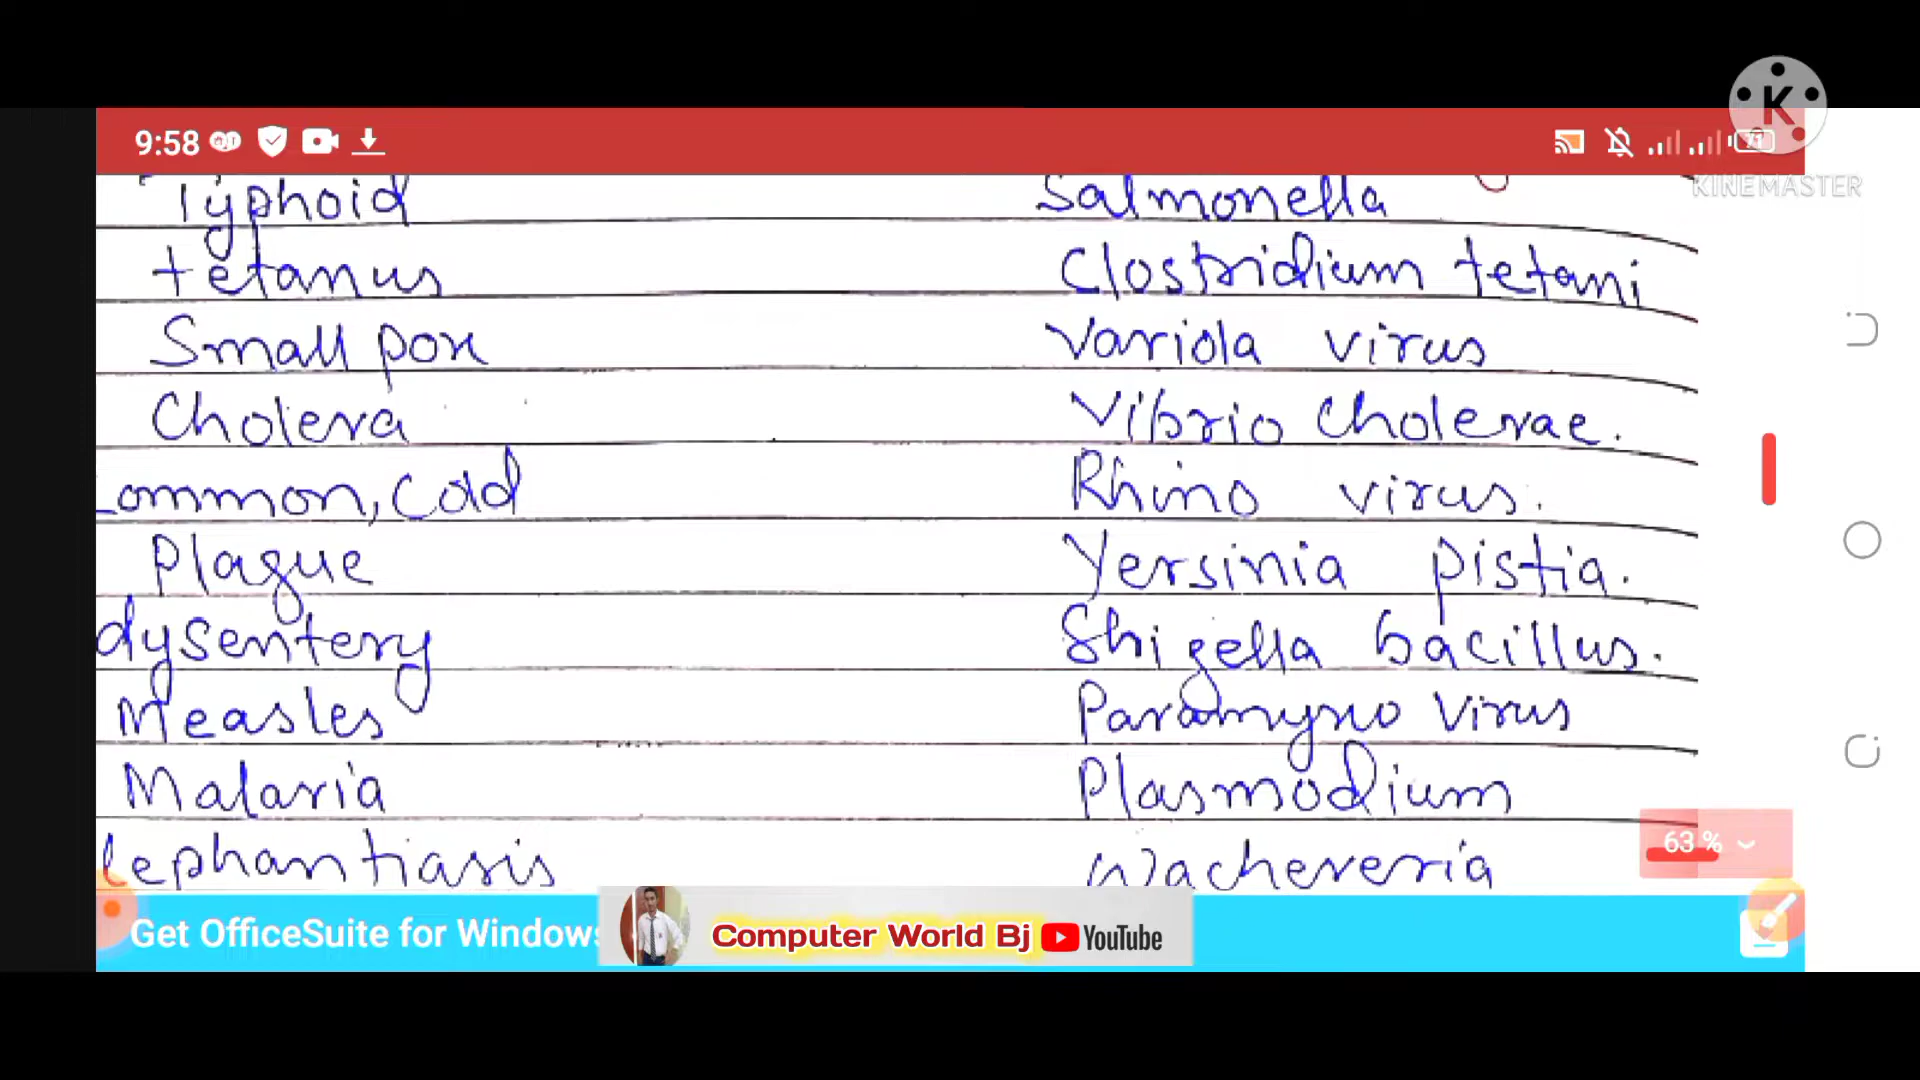 9:58
71
K
KINEMASTER
Typhoid Salmonella
tetanus Clostridium tetani
Small pox Variola virus
Cholera Vibrio Cholerae.
ommon, Cold Rhino virus.
Plague Yersinia pistia.
dysentery Shigella bacillus.
Measles Paramyxo Virus
Malaria Plasmodium
lephantiasis Wachereria
63 %
Get OfficeSuite for Windows
Computer World Bj YouTube